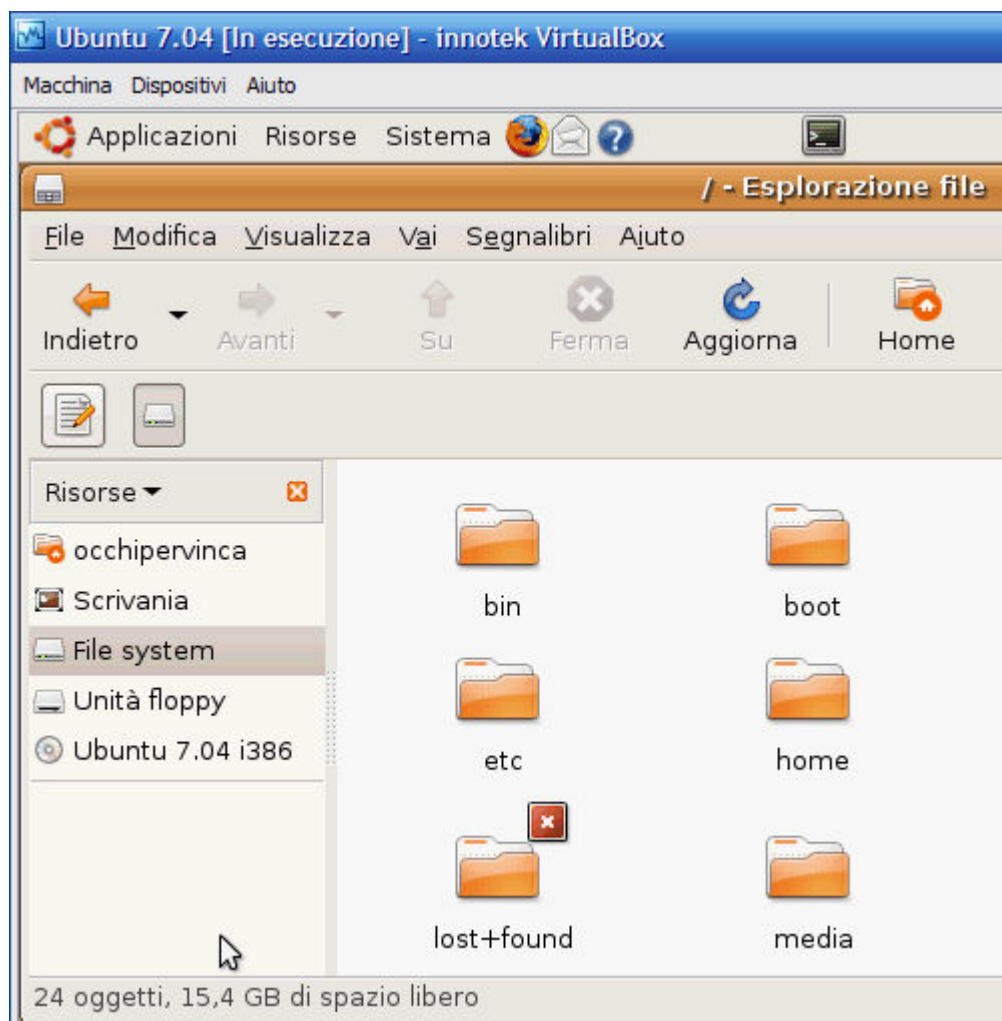 Ubuntu 7.04 [In esecuzione] - innotek VirtualBox
Macchina Dispositivi Aiuto
Applicazioni Risorse Sistema
/ - Esplorazione file
File Modifica Visualizza Vai Segnalibri Aiuto
Indietro Avanti Su Ferma Aggiorna Home
Risorse
occhipervinca
Scrivania
File system
Unità floppy
Ubuntu 7.04 i386
bin boot
etc home
lost+found media
24 oggetti, 15,4 GB di spazio libero